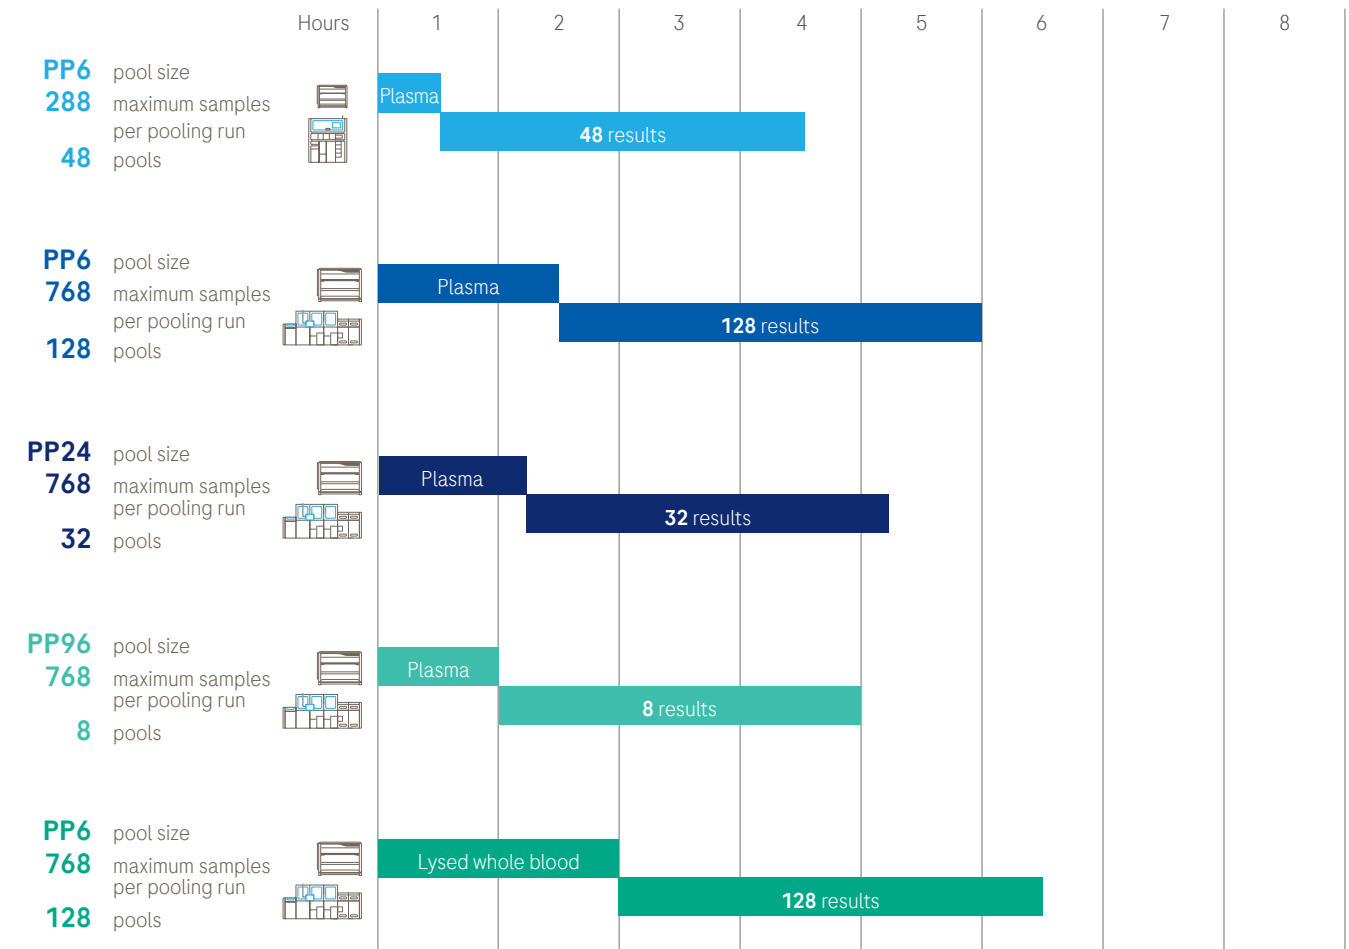 Hours 1 2 3 4 5 6 7 8
PP6 pool size
288 maximum samples
per pooling run
48 pools
Plasma
48 results
PP6 pool size
768 maximum samples
per pooling run
128 pools
Plasma
128 results
PP24 pool size
768 maximum samples
per pooling run
32 pools
Plasma
32 results
PP96 pool size
768 maximum samples
per pooling run
8 pools
Plasma
8 results
PP6 pool size
768 maximum samples
per pooling run
128 pools
Lysed whole blood
128 results